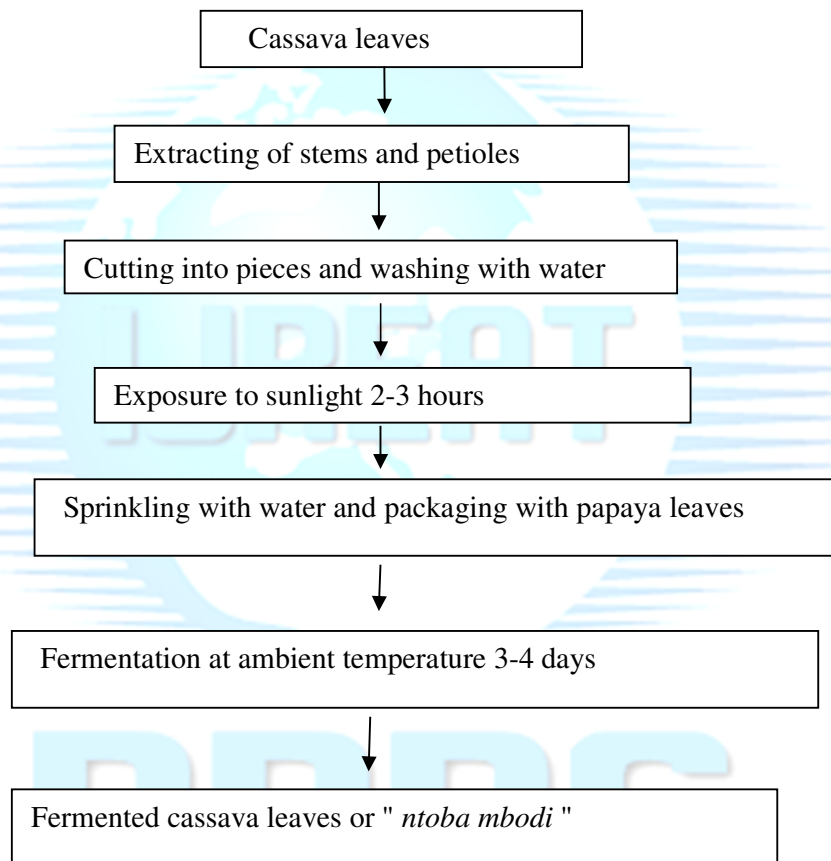 Cassava leaves
Extracting of stems and petioles
Cutting into pieces and washing with water
IJREAT
Exposure to sunlight 2-3 hours
Sprinkling with water and packaging with papaya leaves
Fermentation at ambient temperature 3-4 days
Fermented cassava leaves or " ntoba mbodi "